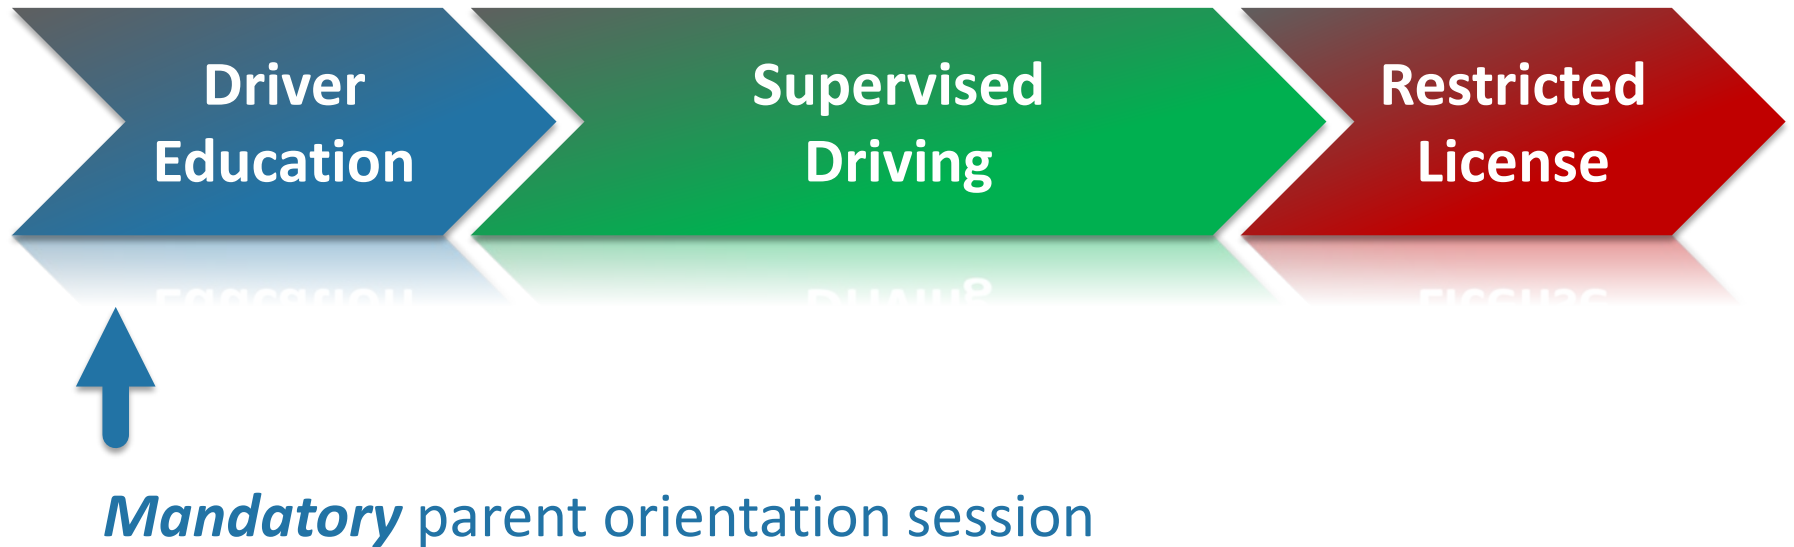 Driver
Education
Supervised
Driving
Restricted
License
Mandatory parent orientation session